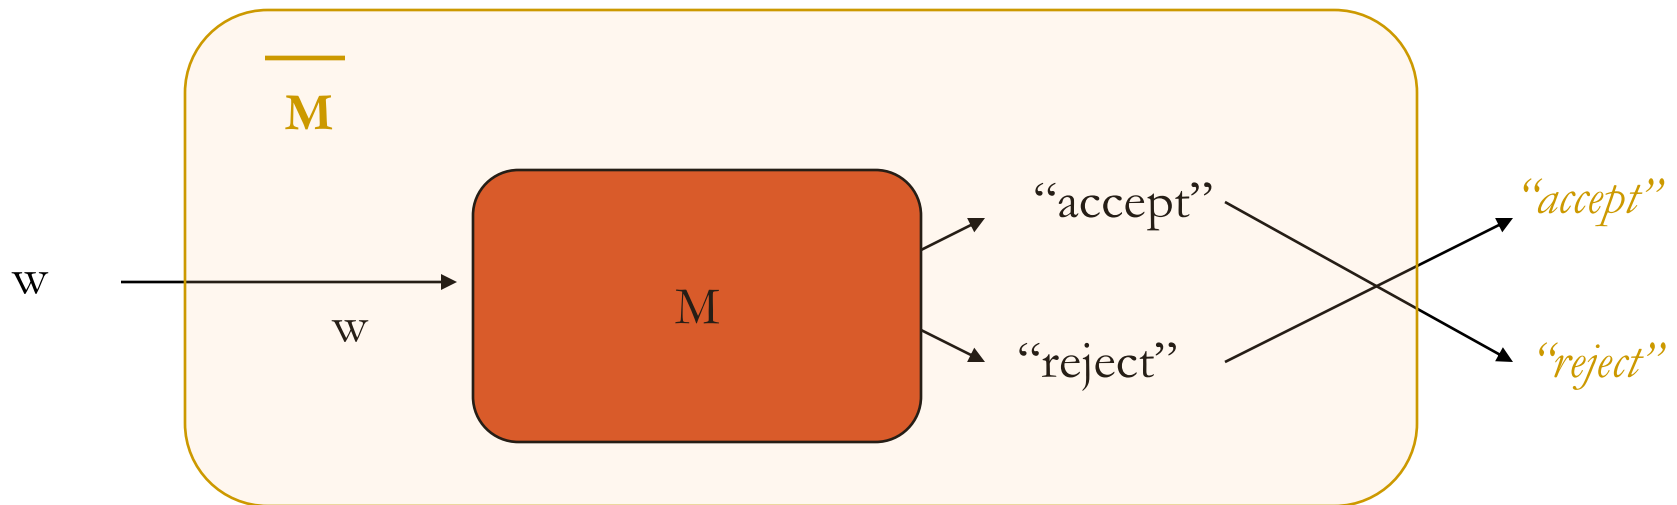 M̅
“accept”
“accept”
w
w
M
“reject”
“reject”